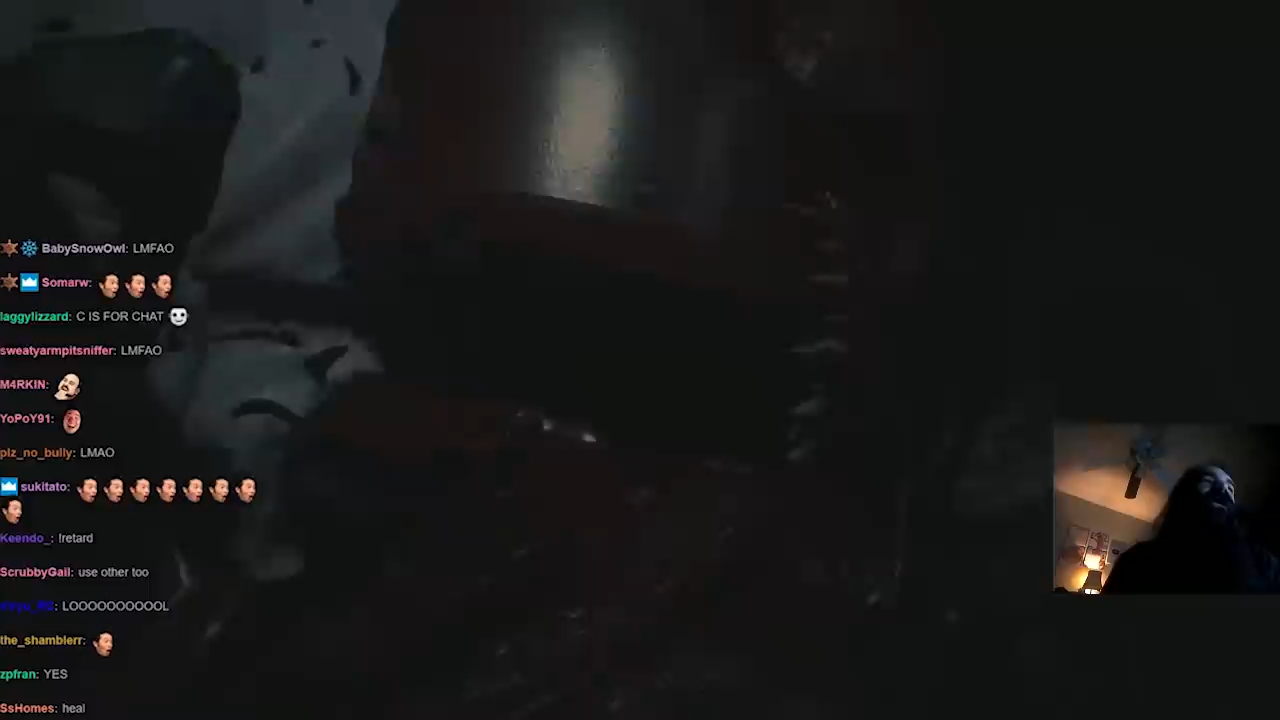 BabySnowOwl: LMFAO
Somarw:
laggylizzard: C IS FOR CHAT
sweatyarmpitsniffer: LMFAO
M4RKIN:
YoPoY91:
plz_no_bully: LMAO
sukitato:
Keendo_: !retard
ScrubbyGail: use other too
LOOOOOOOOOOL
the_shamblerr:
zpfran: YES
SsHomes: heal